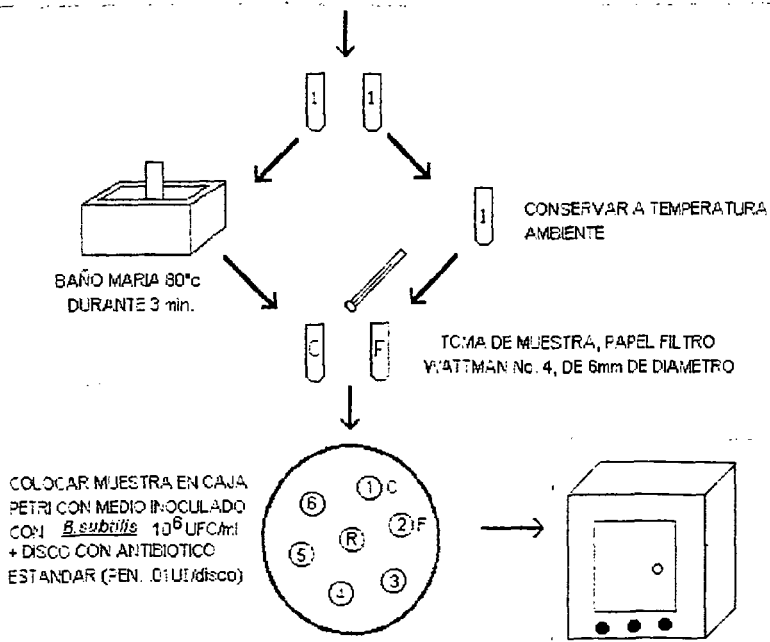 1 1
1
CONSERVAR A TEMPERATURA
AMBIENTE
BAÑO MARIA 80°c
DURANTE 3 min.
C F
TOMA DE MUESTRA, PAPEL FILTRO
WATTMAN No. 4, DE 6mm DE DIAMETRO
COLOCAR MUESTRA EN CAJA
PETRI CON MEDIO INOCULADO
CON B.subtilis 10⁶ UFC/ml
+ DISCO CON ANTIBIOTICO
ESTANDAR (PEN. .01UI/disco)
1 C
6
2 F
R
5
3
4